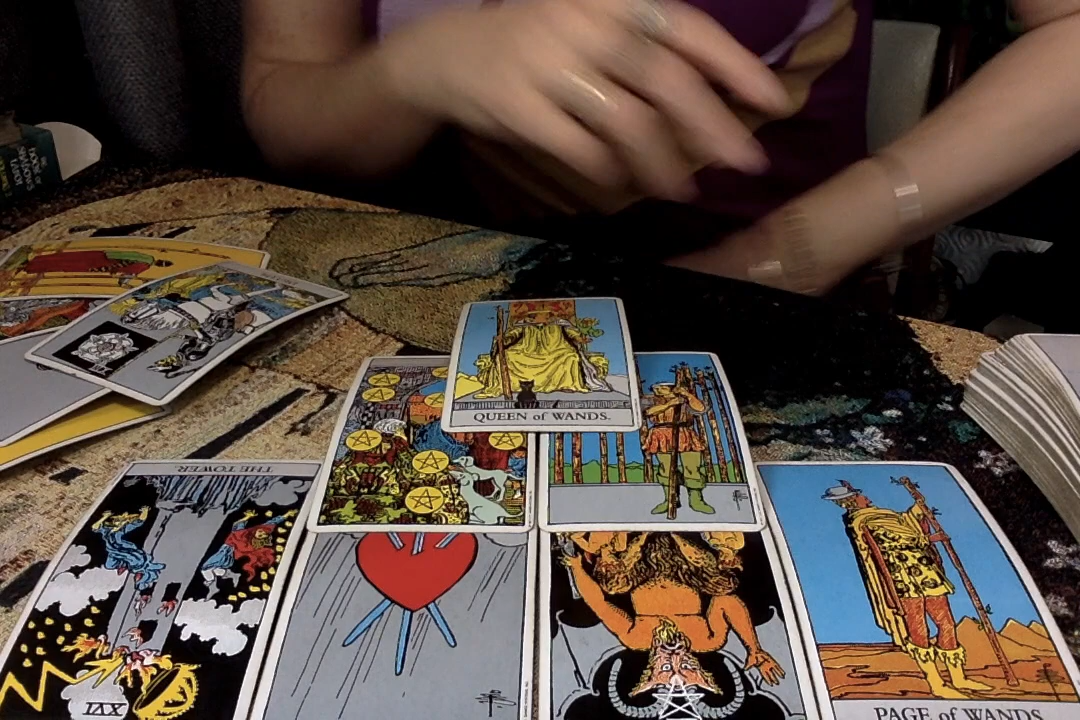 QUEEN of WANDS.
THE TOWER
XVI
PAGE of WANDS.